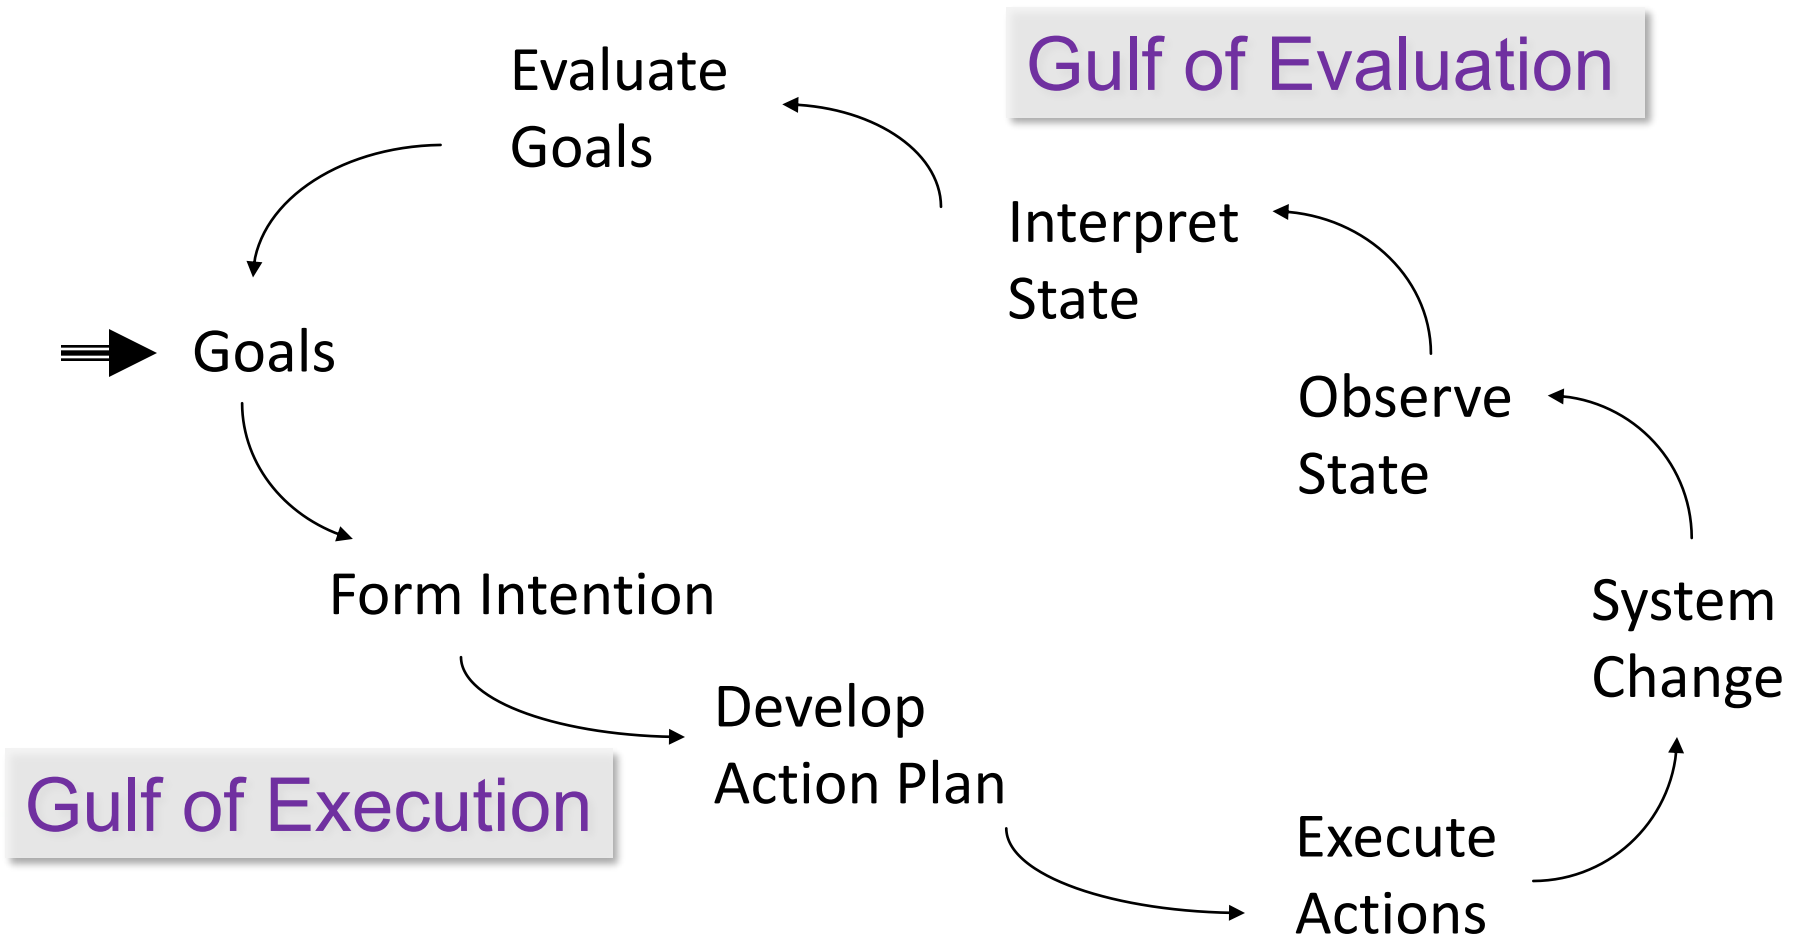 Evaluate
Goals
Gulf of Evaluation
Interpret
State
Goals
Observe
State
Form Intention
System
Change
Develop
Action Plan
Gulf of Execution
Execute
Actions